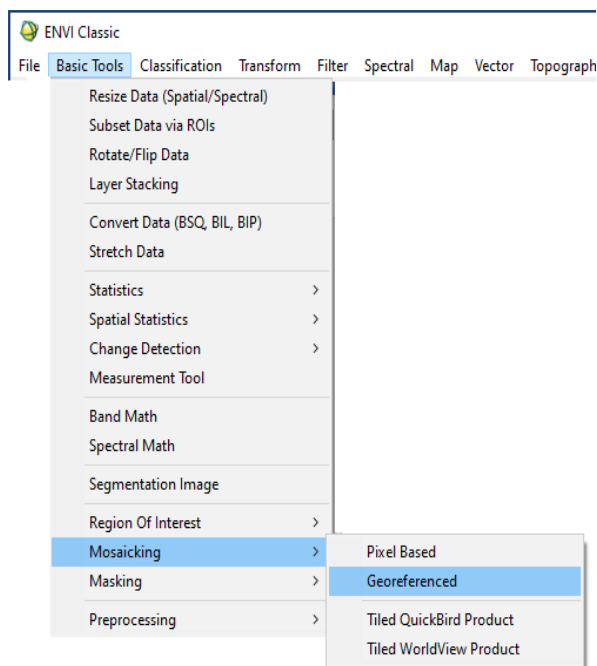 ENVI Classic
File Basic Tools Classification Transform Filter Spectral Map Vector Topograph
Resize Data (Spatial/Spectral)
Subset Data via ROIs
Rotate/Flip Data
Layer Stacking
Convert Data (BSQ, BIL, BIP)
Stretch Data
Statistics >
Spatial Statistics >
Change Detection >
Measurement Tool
Band Math
Spectral Math
Segmentation Image
Region Of Interest >
Mosaicking > Pixel Based
Masking > Georeferenced
Preprocessing > Tiled QuickBird Product
Tiled WorldView Product